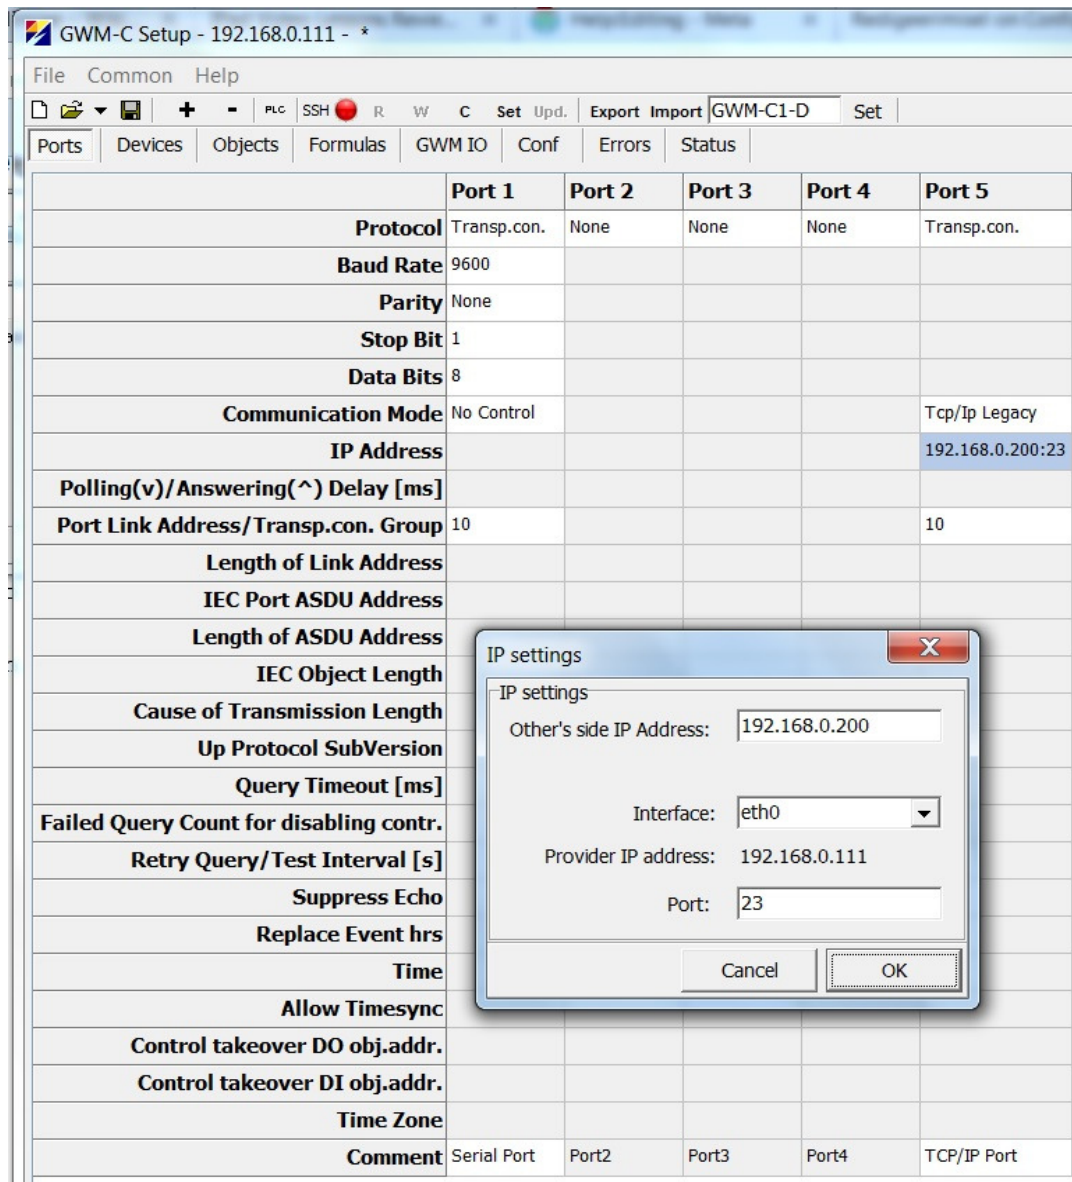 GWM-C Setup - 192.168.0.111 - *
File Common Help
PLC SSH R W C Set Upd. Export Import GWM-C1-D Set
Ports Devices Objects Formulas GWM IO Conf Errors Status
Port 1 Port 2 Port 3 Port 4 Port 5
Protocol Transp.con. None None None Transp.con.
Baud Rate 9600
Parity None
Stop Bit 1
Data Bits 8
Communication Mode No Control Tcp/Ip Legacy
IP Address 192.168.0.200:23
Polling(v)/Answering(^) Delay [ms]
Port Link Address/Transp.con. Group 10 10
Length of Link Address
IEC Port ASDU Address
Length of ASDU Address
IEC Object Length
Cause of Transmission Length
Up Protocol SubVersion
Query Timeout [ms]
Failed Query Count for disabling contr.
Retry Query/Test Interval [s]
Suppress Echo
Replace Event hrs
Time
Allow Timesync
Control takeover DO obj.addr.
Control takeover DI obj.addr.
Time Zone
Comment Serial Port Port2 Port3 Port4 TCP/IP Port
IP settings
IP settings
Other's side IP Address: 192.168.0.200
Interface: eth0
Provider IP address: 192.168.0.111
Port: 23
Cancel OK